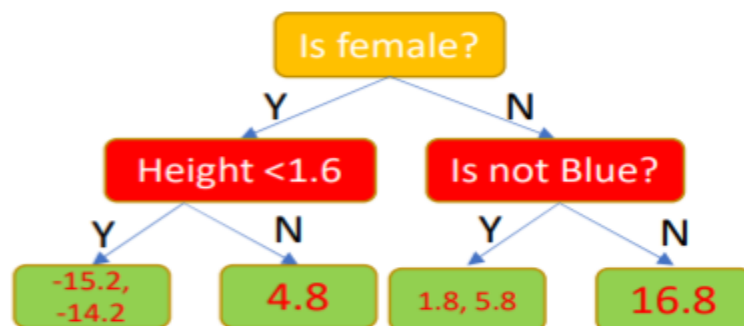 Is female?
Y
N
Height <1.6
Is not Blue?
Y
N
Y
N
-15.2,
-14.2
4.8
1.8, 5.8
16.8